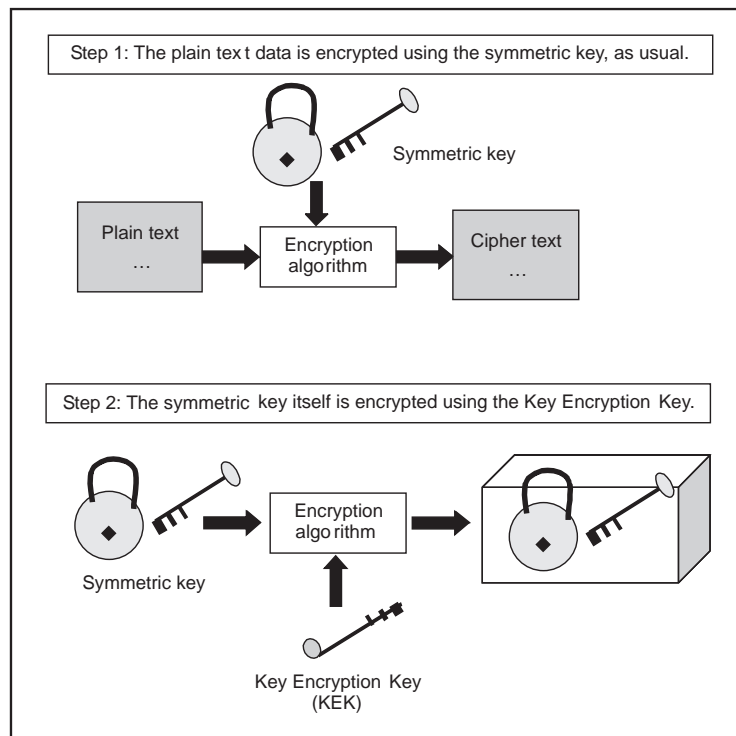 Step 1: The plain text data is encrypted using the symmetric key, as usual.
Symmetric key
Plain text
…
Encryption
algorithm
Cipher text
…
Step 2: The symmetric key itself is encrypted using the Key Encryption Key.
Encryption
algorithm
Symmetric key
Key Encryption Key
(KEK)